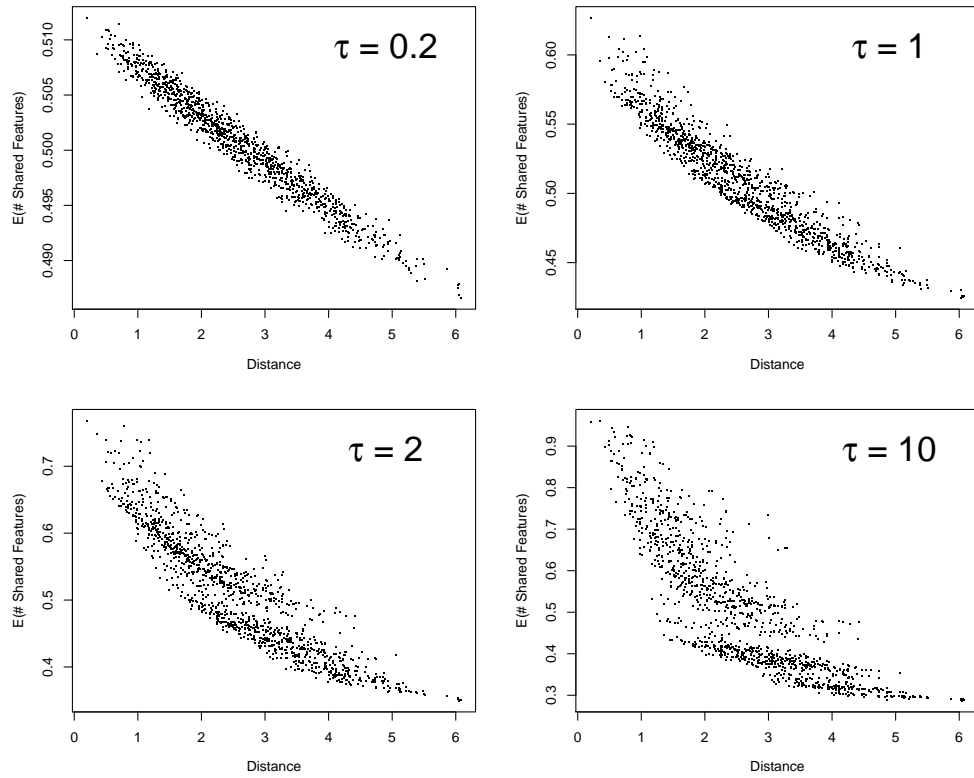 τ = 0.2
E(# Shared Features)
0.510
0.505
0.500
0.495
0.490
0 1 2 3 4 5 6
Distance
τ = 1
E(# Shared Features)
0.60
0.55
0.50
0.45
0 1 2 3 4 5 6
Distance
τ = 2
E(# Shared Features)
0.7
0.6
0.5
0.4
0 1 2 3 4 5 6
Distance
τ = 10
E(# Shared Features)
0.9
0.8
0.7
0.6
0.5
0.4
0.3
0 1 2 3 4 5 6
Distance